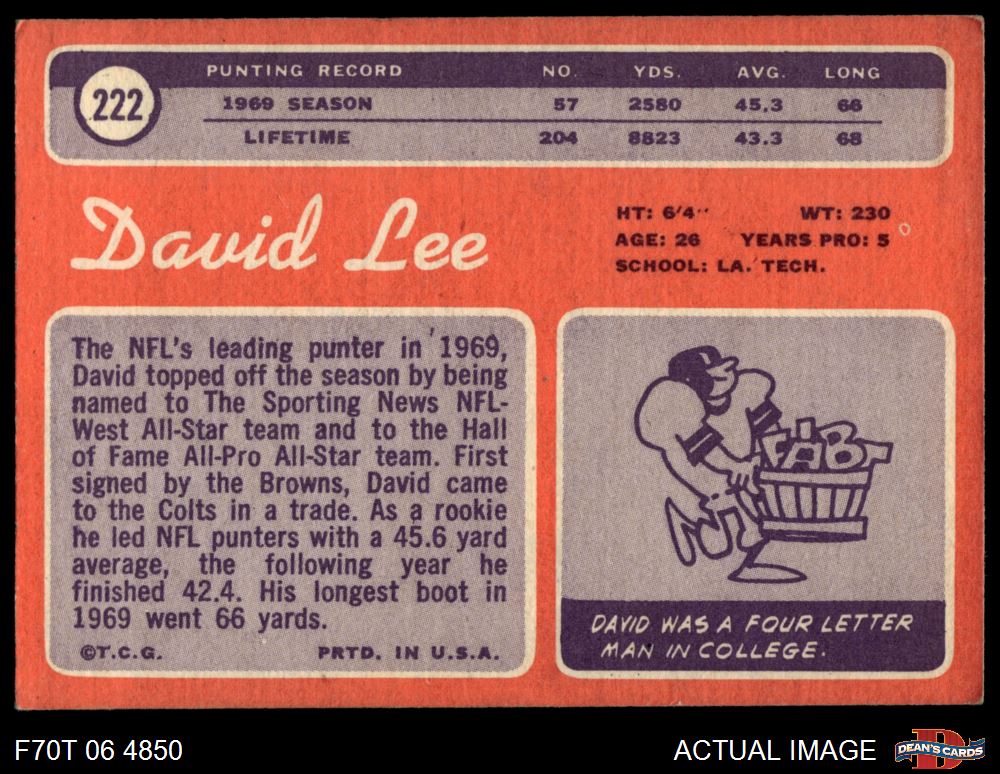 222
PUNTING RECORD NO. YDS. AVG. LONG
1969 SEASON 57 2580 45.3 66
LIFETIME 204 8823 43.3 68
David Lee
HT: 6'4" WT: 230
AGE: 26 YEARS PRO: 5
SCHOOL: LA. TECH.
The NFL's leading punter in 1969,
David topped off the season by being
named to The Sporting News NFL-
West All-Star team and to the Hall
of Fame All-Pro All-Star team. First
signed by the Browns, David came
to the Colts in a trade. As a rookie
he led NFL punters with a 45.6 yard
average, the following year he
finished 42.4. His longest boot in
1969 went 66 yards.
©T.C.G. PRTD. IN U.S.A.
DAVID WAS A FOUR LETTER
MAN IN COLLEGE.
F70T 06 4850 ACTUAL IMAGE DEAN'S CARDS